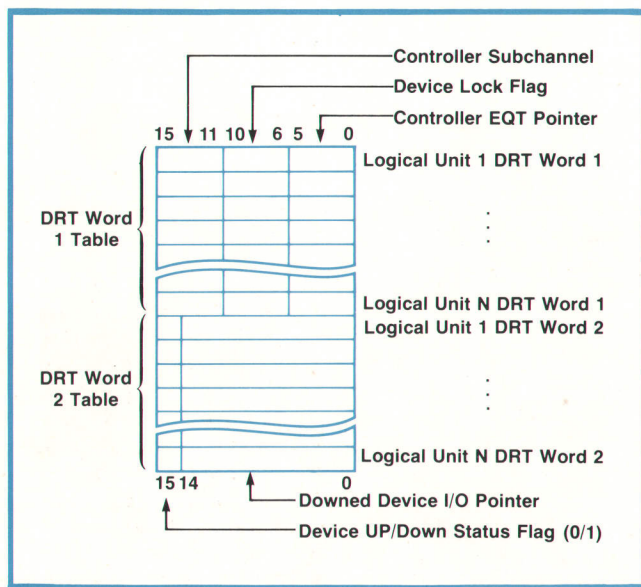 Controller Subchannel
Device Lock Flag
Controller EQT Pointer
15 11 10 6 5 0
Logical Unit 1 DRT Word 1
DRT Word
1 Table
Logical Unit N DRT Word 1
Logical Unit 1 DRT Word 2
DRT Word
2 Table
Logical Unit N DRT Word 2
15 14 0
Downed Device I/O Pointer
Device UP/Down Status Flag (0/1)